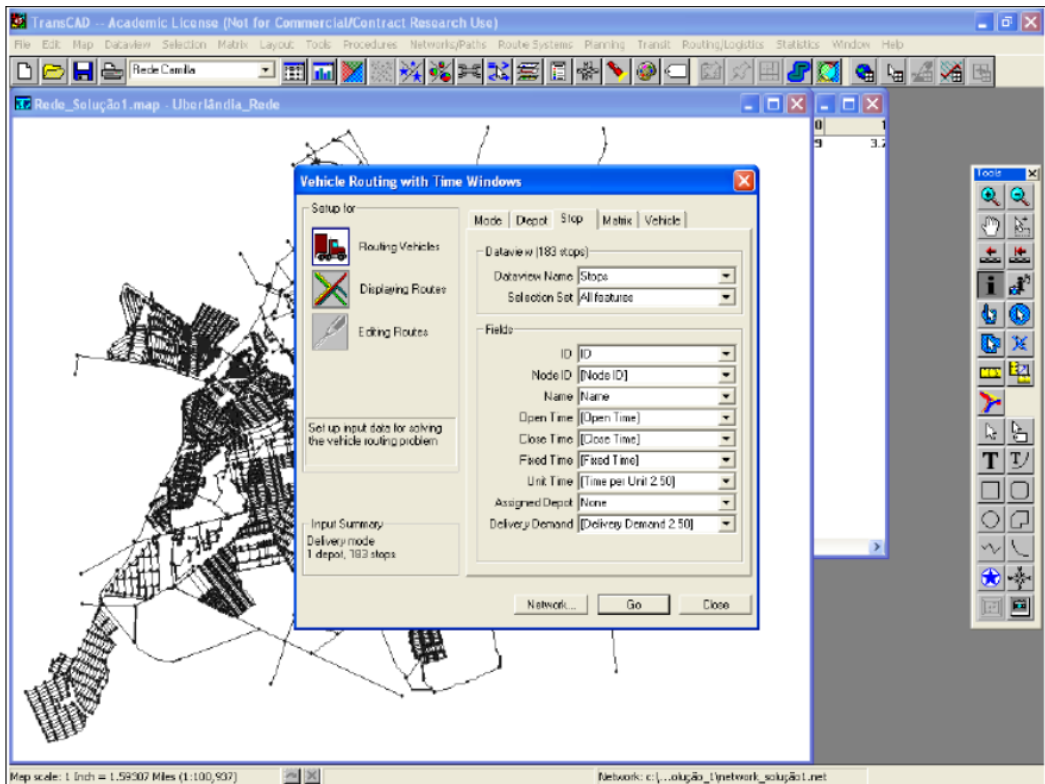 TransCAD -- Academic License (Not for Commercial/Contract Research Use)
File Edit Map Dataview Selection Matrix Layout Tools Procedures Networks/Paths Route Systems Planning Transit Routing/Logistics Statistics Window Help
Rede Camilla
Rede_Solução1.map - Uberlândia_Rede
Vehicle Routing with Time Windows
Setup for
Routing Vehicles
Displaying Routes
Editing Routes
Set up input data for solving
the vehicle routing problem
Input Summary
Delivery mode
1 depot, 183 stops
Mode Depot Stop Matrix Vehicle
Dataview (183 stops)
Dataview Name Stops
Selection Set All features
Fields
ID ID
Node ID [Node ID]
Name Name
Open Time [Open Time]
Close Time [Close Time]
Fixed Time [Fixed Time]
Unit Time [Time per Unit 2.50]
Assigned Depot None
Delivery Demand [Delivery Demand 2.50]
Network... Go Close
Tools
Map scale: 1 Inch = 1.59307 Miles (1:100,937)
Network: c:\...olução_1\network_solução1.net